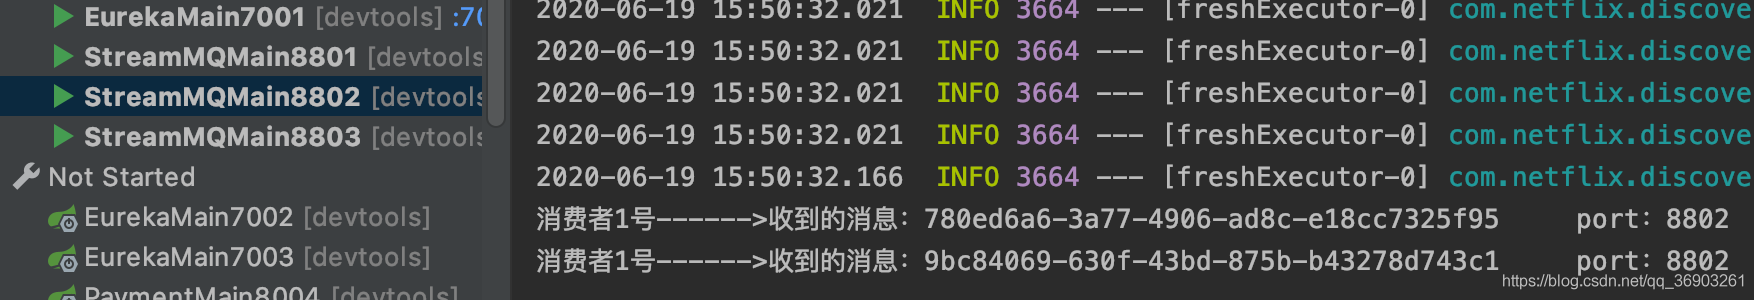 EurekaMain7001 [devtools] :70
StreamMQMain8801 [devtools
StreamMQMain8802 [devtools
StreamMQMain8803 [devtools
Not Started
EurekaMain7002 [devtools]
EurekaMain7003 [devtools]
PaymentMain8004 [devtools]
2020-06-19 15:50:32.021 INFO 3664 --- [freshExecutor-0] com.netflix.discove
2020-06-19 15:50:32.021 INFO 3664 --- [freshExecutor-0] com.netflix.discove
2020-06-19 15:50:32.021 INFO 3664 --- [freshExecutor-0] com.netflix.discove
2020-06-19 15:50:32.021 INFO 3664 --- [freshExecutor-0] com.netflix.discove
2020-06-19 15:50:32.166 INFO 3664 --- [freshExecutor-0] com.netflix.discove
消费者1号------>收到的消息：780ed6a6-3a77-4906-ad8c-e18cc7325f95 port：8802
消费者1号------>收到的消息：9bc84069-630f-43bd-875b-b43278d743c1 port：8802
https://blog.csdn.net/qq_36903261